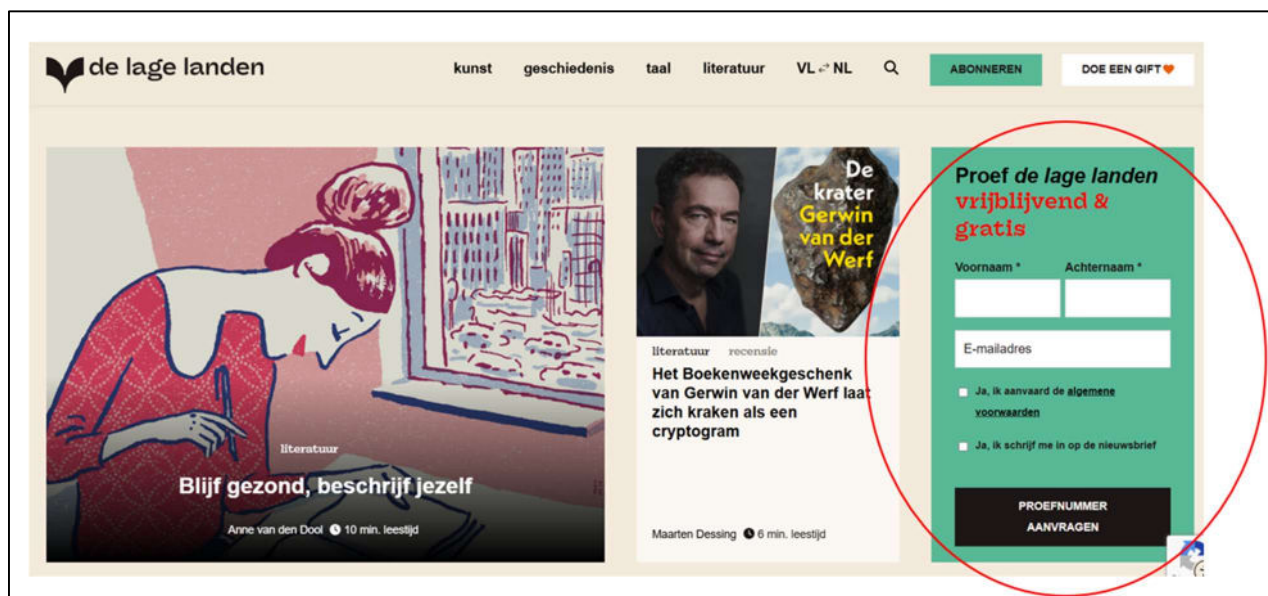 de lage landen
kunst geschiedenis taal literatuur VL ⇄ NL ABONNEREN DOE EEN GIFT
literatuur
Blijf gezond, beschrijf jezelf
Anne van den Dool 10 min. leestijd
De
krater
Gerwin
van der
Werf
literatuur recensie
Het Boekenweekgeschenk
van Gerwin van der Werf laat
zich kraken als een
cryptogram
Maarten Dessing 6 min. leestijd
Proef de lage landen
vrijblijvend &
gratis
Voornaam * Achternaam *
E-mailadres
Ja, ik aanvaard de algemene
voorwaarden
Ja, ik schrijf me in op de nieuwsbrief
PROEFNUMMER
AANVRAGEN